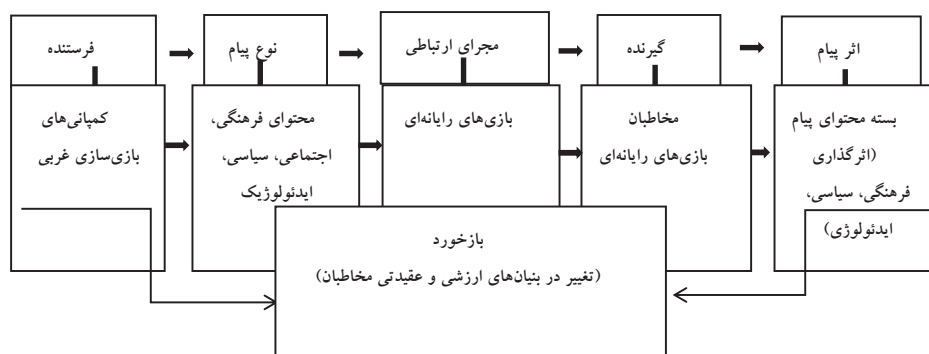 فرستنده
نوع پیام
مجرای ارتباطی
گیرنده
اثر پیام
کمپانی‌های
بازی‌سازی غربی
محتوای فرهنگی،
اجتماعی، سیاسی،
ایدئولوژیک
بازی‌های رایانه‌ای
مخاطبان
بازی‌های رایانه‌ای
بسته محتوای پیام
(اثرگذاری
فرهنگی، سیاسی،
ایدئولوژی)
بازخورد
(تغییر در بنیان‌های ارزشی و عقیدتی مخاطبان)